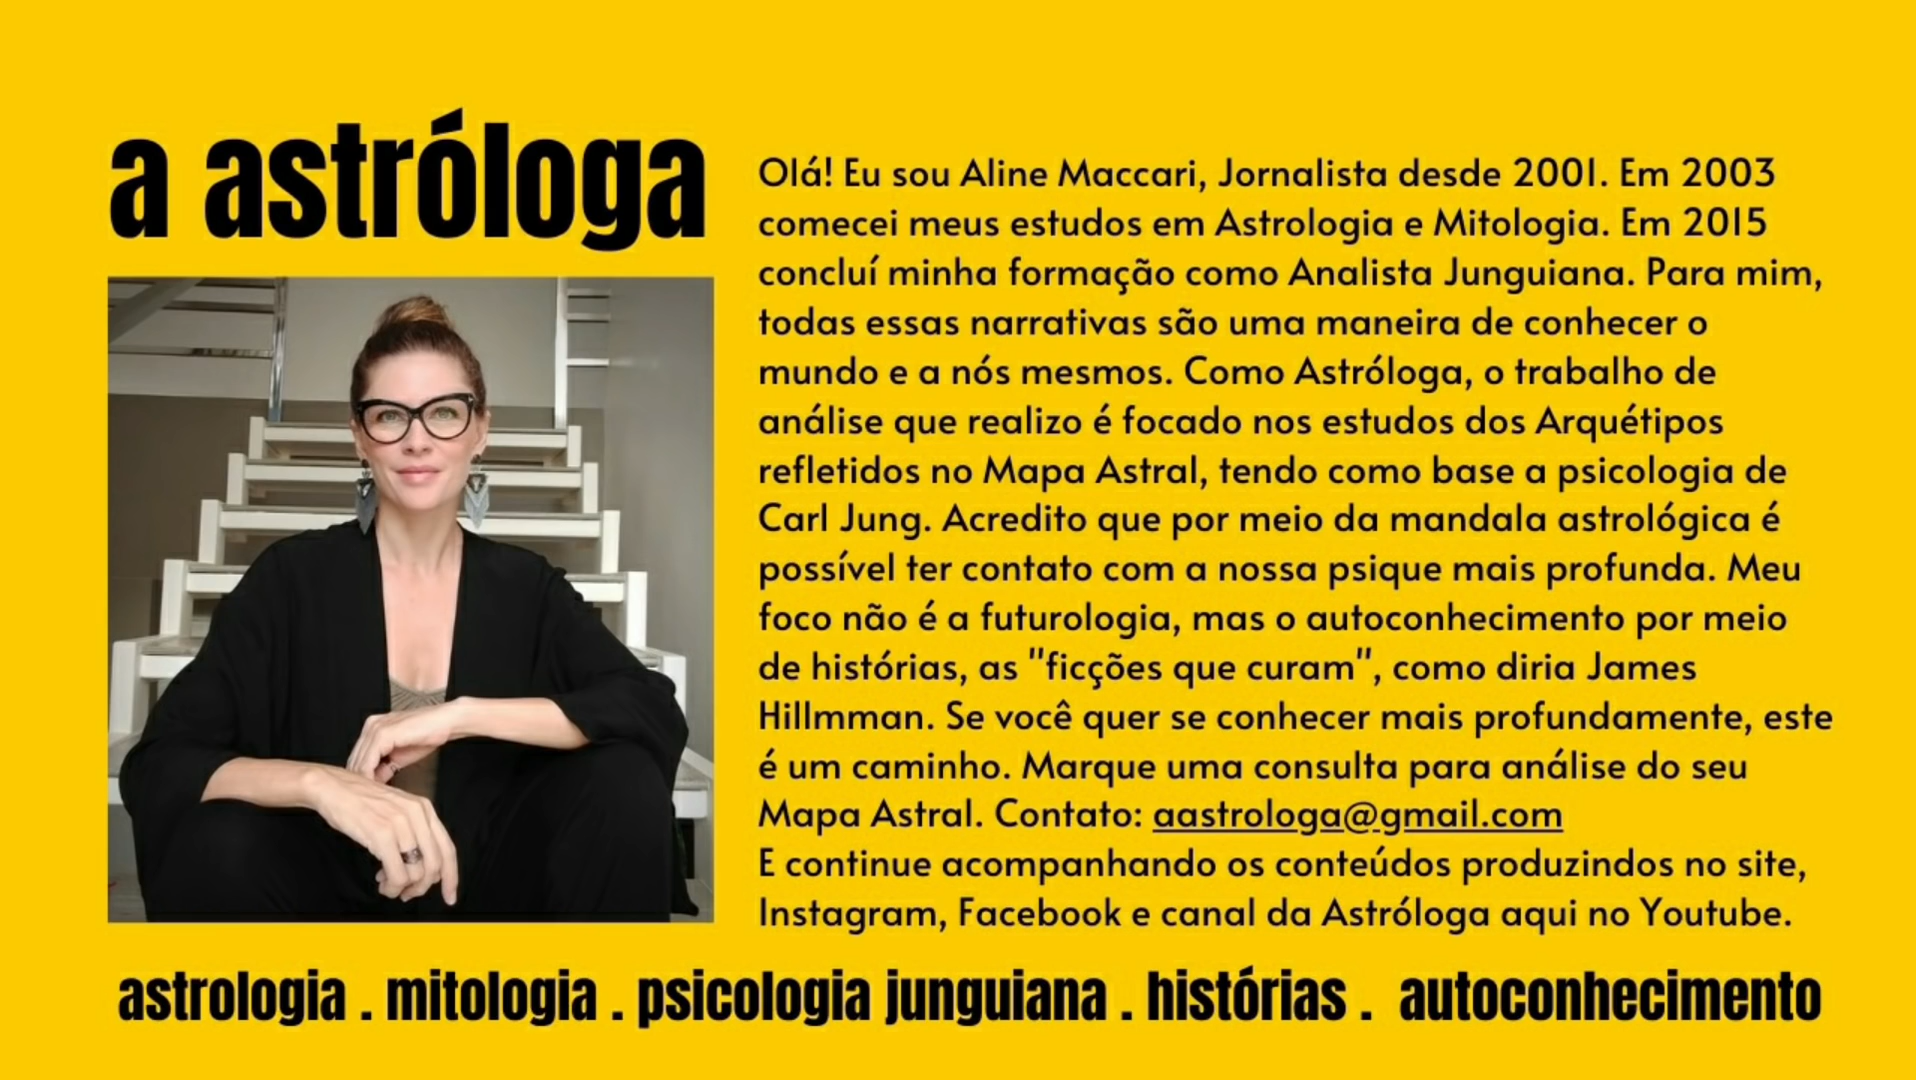 a astróloga
Olá! Eu sou Aline Maccari, Jornalista desde 2001. Em 2003
comecei meus estudos em Astrologia e Mitologia. Em 2015
concluí minha formação como Analista Junguiana. Para mim,
todas essas narrativas são uma maneira de conhecer o
mundo e a nós mesmos. Como Astróloga, o trabalho de
análise que realizo é focado nos estudos dos Arquétipos
refletidos no Mapa Astral, tendo como base a psicologia de
Carl Jung. Acredito que por meio da mandala astrológica é
possível ter contato com a nossa psique mais profunda. Meu
foco não é a futurologia, mas o autoconhecimento por meio
de histórias, as "ficções que curam", como diria James
Hillmman. Se você quer se conhecer mais profundamente, este
é um caminho. Marque uma consulta para análise do seu
Mapa Astral. Contato: aastrologa@gmail.com
E continue acompanhando os conteúdos produzindos no site,
Instagram, Facebook e canal da Astróloga aqui no Youtube.
astrologia . mitologia . psicologia junguiana . histórias . autoconhecimento